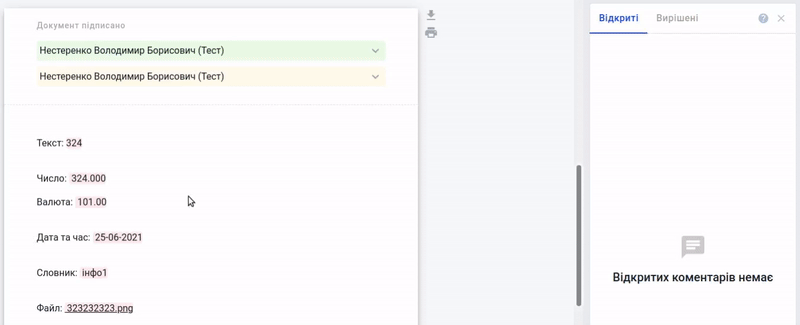 Документ підписано
Нестеренко Володимир Борисович (Тест)
Нестеренко Володимир Борисович (Тест)
Текст: 324
Число: 324.000
Валюта: 101.00
Дата та час: 25-06-2021
Словник: інфо1
Файл: 323232323.png
Відкриті Вирішені
Відкритих коментарів немає